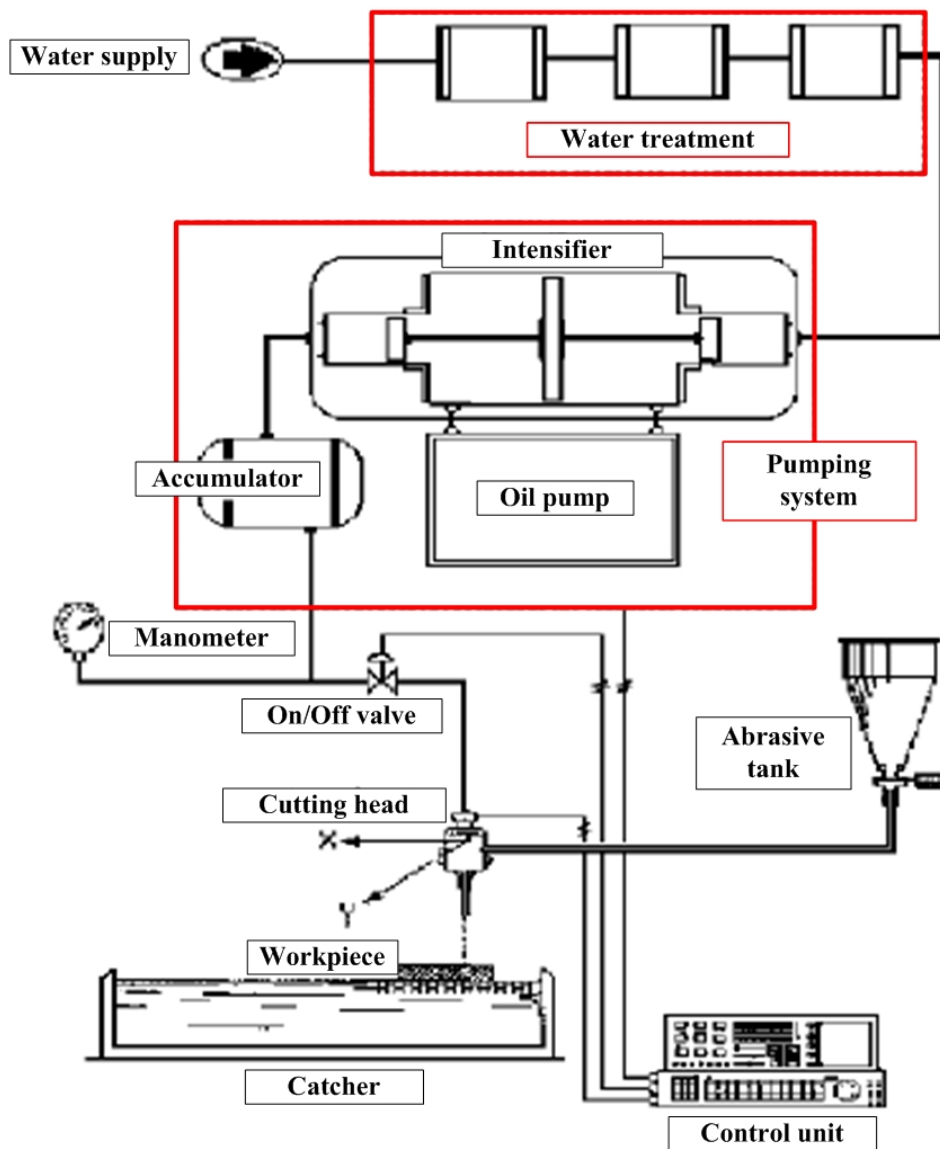 Water supply
Water treatment
Intensifier
Accumulator
Oil pump
Pumping
system
Manometer
On/Off valve
Abrasive
tank
Cutting head
X
Y
Workpiece
Catcher
Control unit